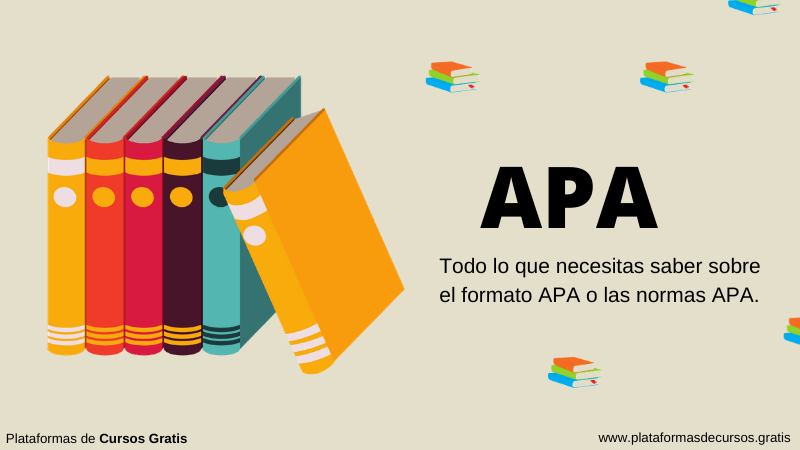 APA
Todo lo que necesitas saber sobre
el formato APA o las normas APA.
Plataformas de Cursos Gratis
www.plataformasdecursos.gratis